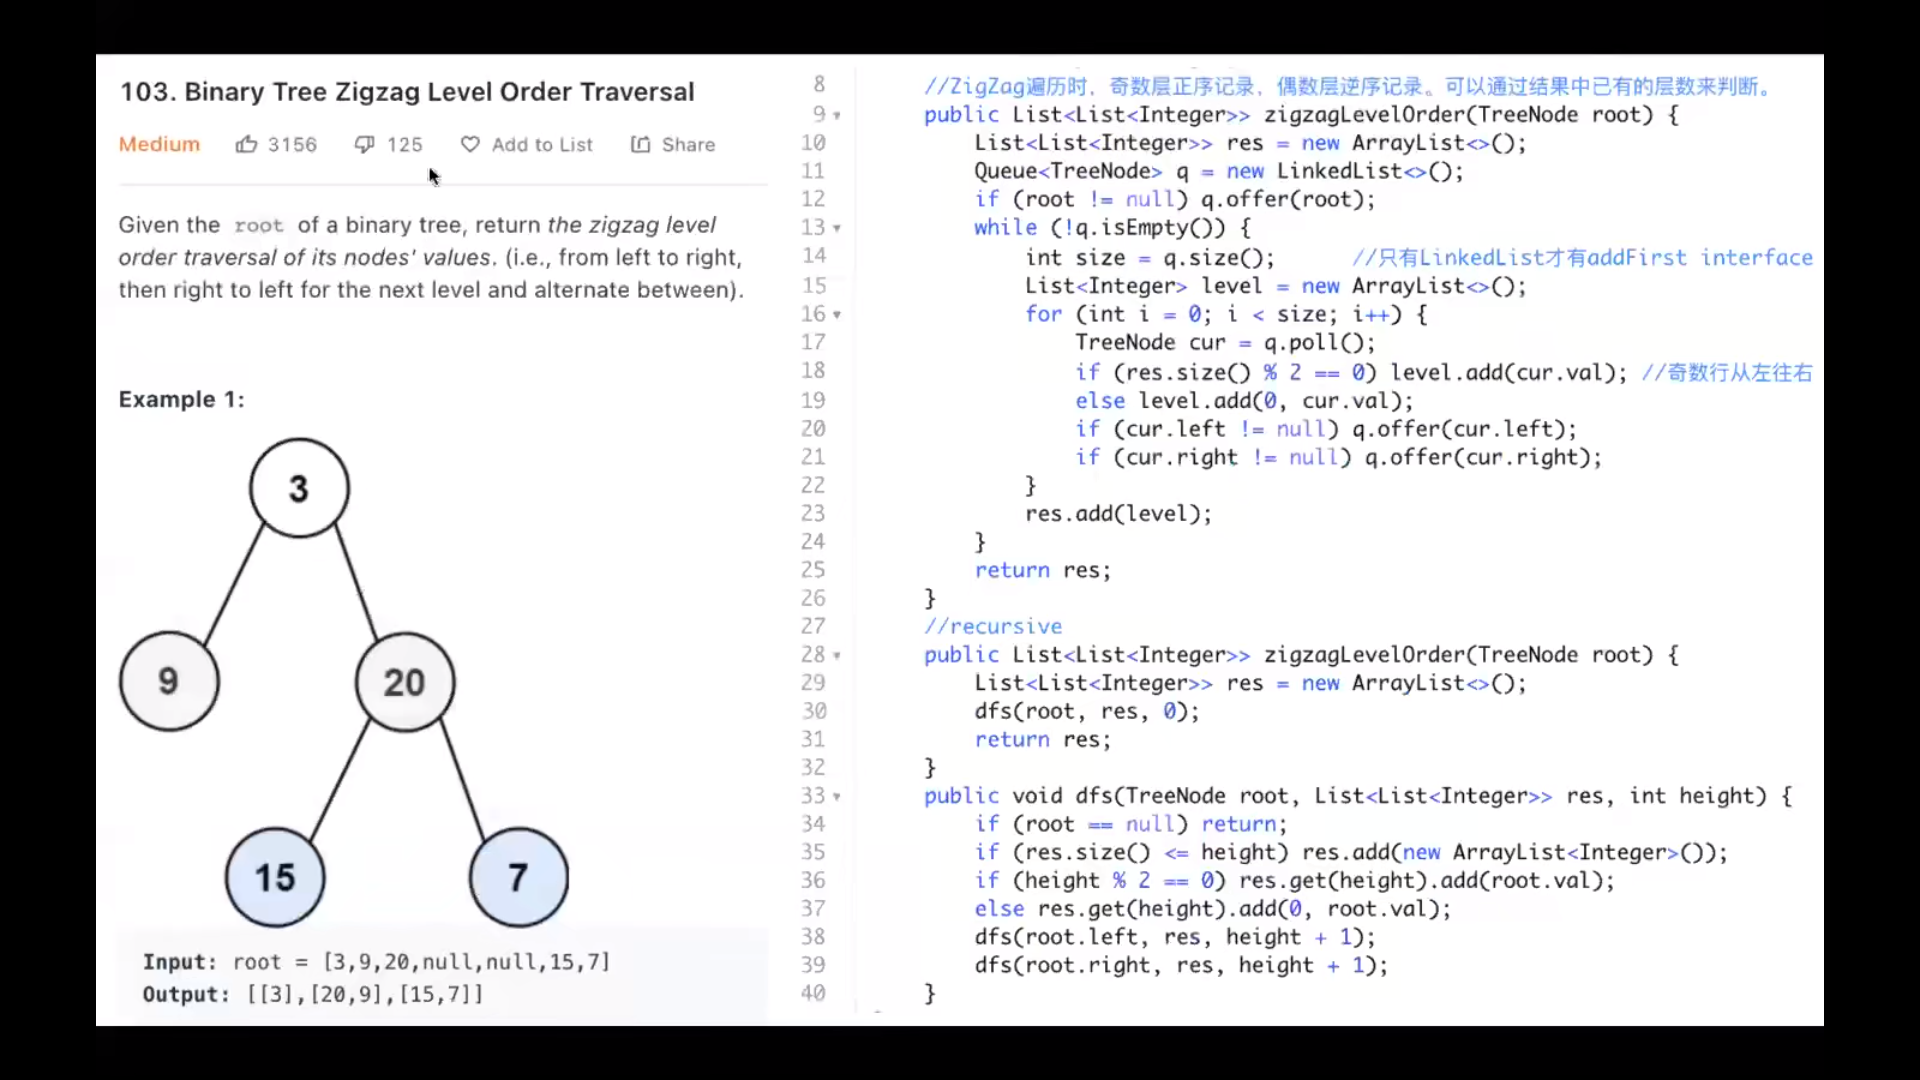 103. Binary Tree Zigzag Level Order Traversal
Medium 3156 125 Add to List Share
Given the root of a binary tree, return the zigzag level
order traversal of its nodes' values. (i.e., from left to right,
then right to left for the next level and alternate between).
Example 1:
3
9 20
15 7
Input: root = [3,9,20,null,null,15,7]
Output: [[3],[20,9],[15,7]]
8 //ZigZag遍历时，奇数层正序记录，偶数层逆序记录。可以通过结果中已有的层数来判断。
9 public List<List<Integer>> zigzagLevelOrder(TreeNode root) {
10 List<List<Integer>> res = new ArrayList<>();
11 Queue<TreeNode> q = new LinkedList<>();
12 if (root != null) q.offer(root);
13 while (!q.isEmpty()) {
14 int size = q.size(); //只有LinkedList才有addFirst interface
15 List<Integer> level = new ArrayList<>();
16 for (int i = 0; i < size; i++) {
17 TreeNode cur = q.poll();
18 if (res.size() % 2 == 0) level.add(cur.val); //奇数行从左往右
19 else level.add(0, cur.val);
20 if (cur.left != null) q.offer(cur.left);
21 if (cur.right != null) q.offer(cur.right);
22 }
23 res.add(level);
24 }
25 return res;
26 }
27 //recursive
28 public List<List<Integer>> zigzagLevelOrder(TreeNode root) {
29 List<List<Integer>> res = new ArrayList<>();
30 dfs(root, res, 0);
31 return res;
32 }
33 public void dfs(TreeNode root, List<List<Integer>> res, int height) {
34 if (root == null) return;
35 if (res.size() <= height) res.add(new ArrayList<Integer>());
36 if (height % 2 == 0) res.get(height).add(root.val);
37 else res.get(height).add(0, root.val);
38 dfs(root.left, res, height + 1);
39 dfs(root.right, res, height + 1);
40 }